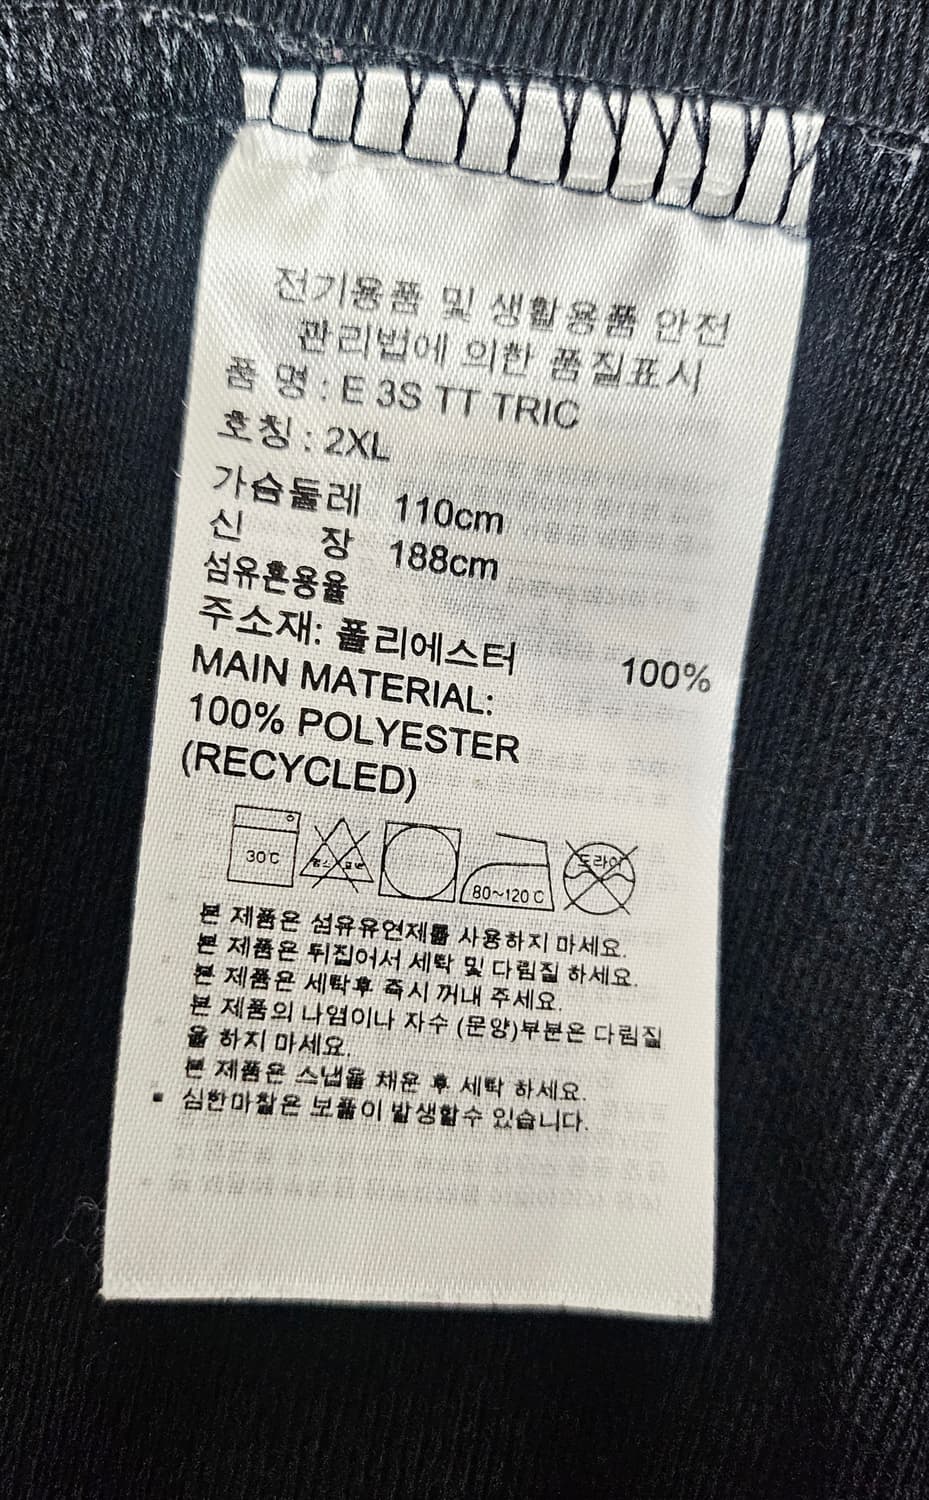 전기용품 및 생활용품 안전
관리법에 의한 품질표시
품 명 : E 3S TT TRIC
호칭 : 2XL
가슴둘레 110cm
신 장 188cm
섬유혼용율
주소재: 폴리에스터 100%
MAIN MATERIAL:
100% POLYESTER
(RECYCLED)
30℃ 80~120℃ 드라이
본 제품은 섬유유연제를 사용하지 마세요.
본 제품은 뒤집어서 세탁 및 다림질 하세요.
본 제품은 세탁후 즉시 꺼내 주세요.
본 제품의 나염이나 자수 (문양)부분은 다림질
을 하지 마세요.
본 제품은 스냅을 채운 후 세탁 하세요.
▪ 심한마찰은 보풀이 발생할수 있습니다.